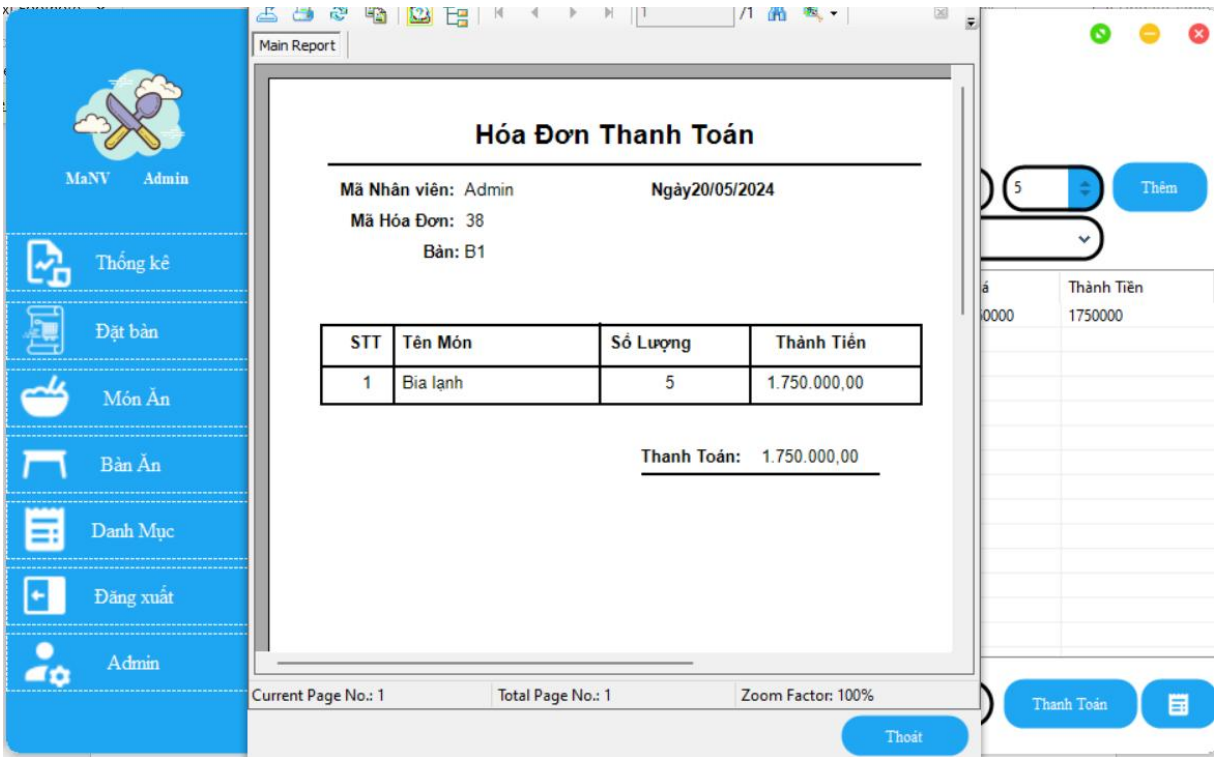 1 /1
Main Report
Hóa Đơn Thanh Toán
MaNV Admin
Mã Nhân viên: Admin Ngày20/05/2024
5 Thêm
Mã Hóa Đơn: 38
Bàn: B1
Thống kê
Thành Tiền
0000 1750000
Đặt bàn
STT Tên Món Số Lượng Thành Tiền
1 Bia lạnh 5 1.750.000,00
Món Ăn
Thanh Toán: 1.750.000,00
Bàn Ăn
Danh Mục
Đăng xuất
Admin
Current Page No.: 1 Total Page No.: 1 Zoom Factor: 100%
Thanh Toán
Thoát